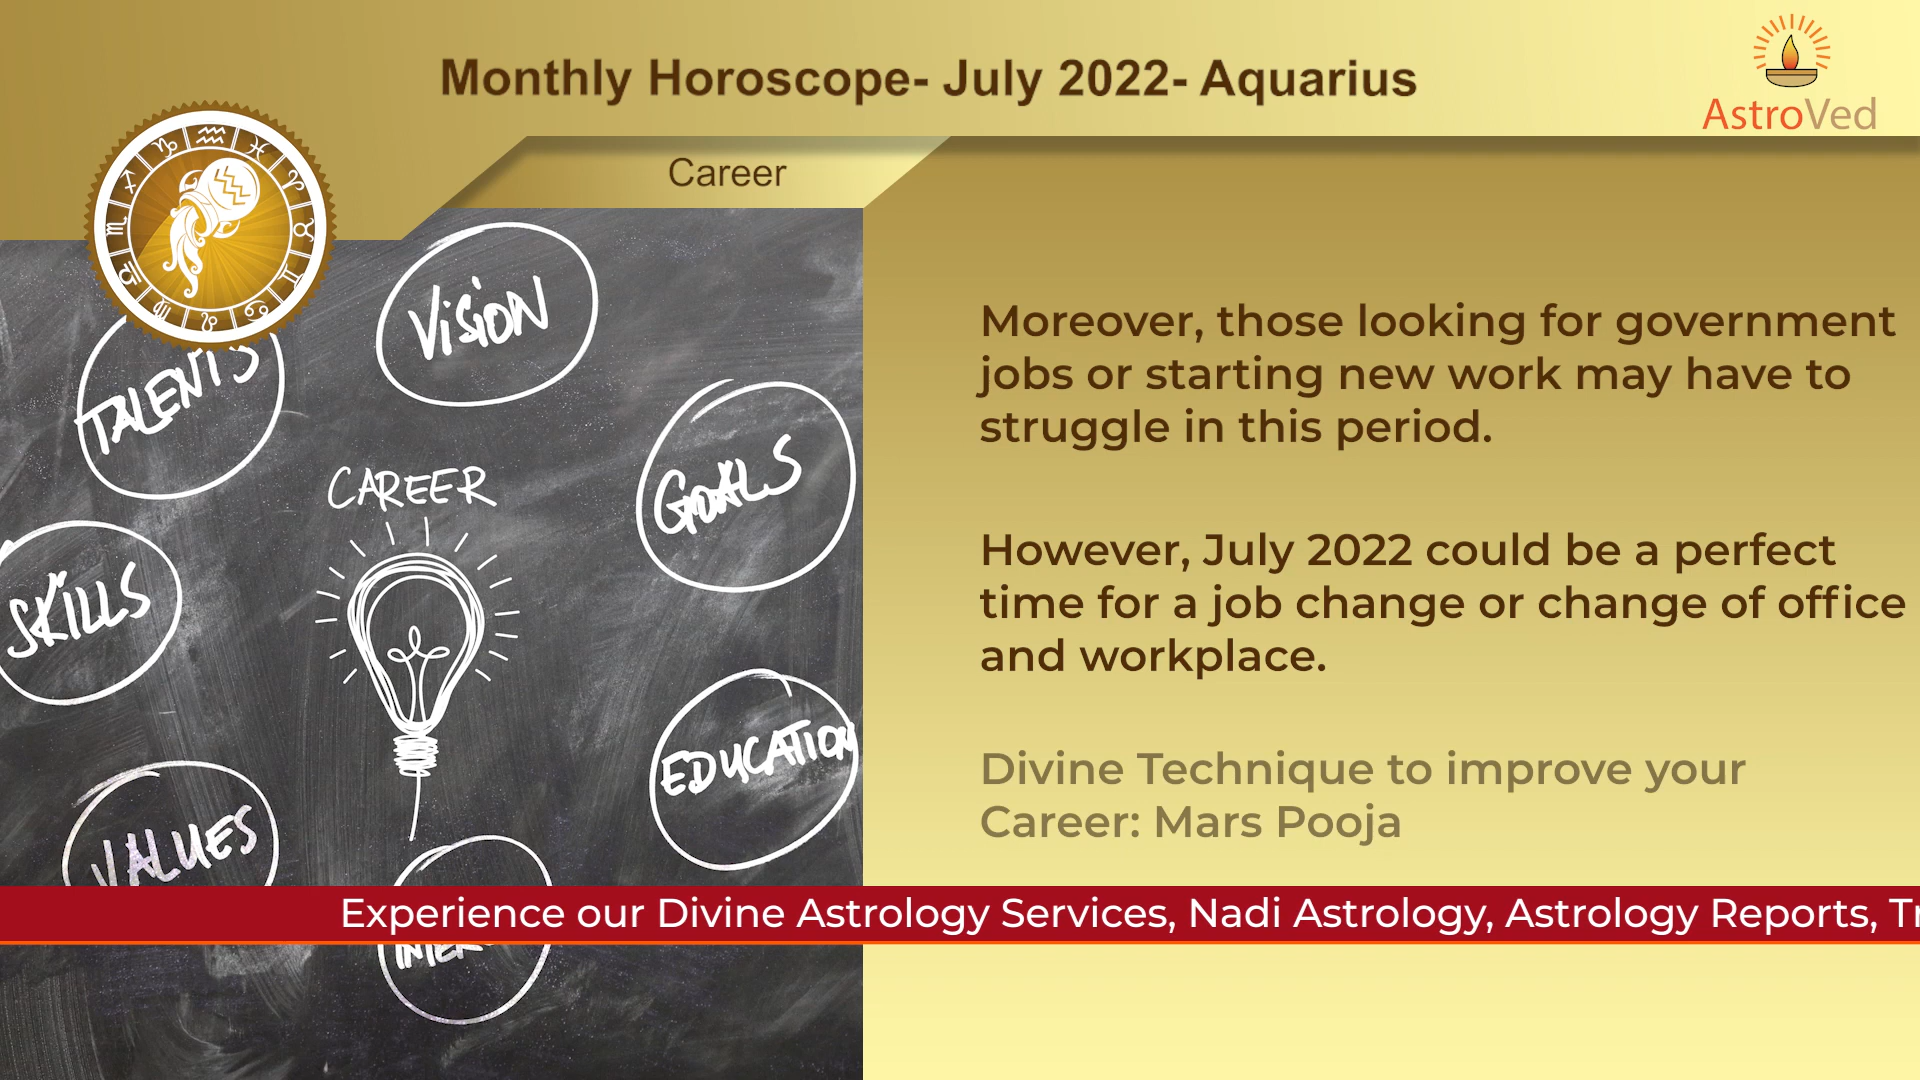 Monthly Horoscope- July 2022- Aquarius
AstroVed
Career
VISION
TALENTS
GOALS
CAREER
SKILLS
EDUCATION
VALUES
Moreover, those looking for government
jobs or starting new work may have to
struggle in this period.
However, July 2022 could be a perfect
time for a job change or change of office
and workplace.
Divine Technique to improve your
Career: Mars Pooja
Experience our Divine Astrology Services, Nadi Astrology, Astrology Reports,